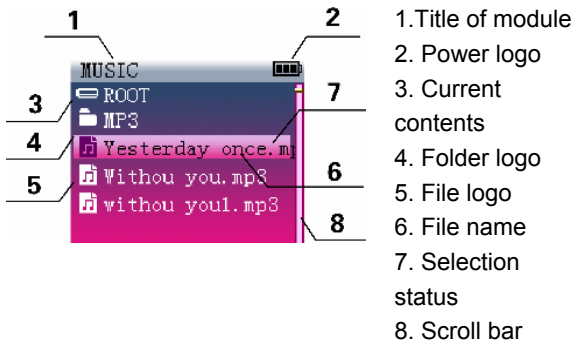 1
2
MUSIC
3
ROOT
7
MP3
4
Yesterday once.mp
6
5
Withou you.mp3
withou you1.mp3
8
1.Title of module
2. Power logo
3. Current
contents
4. Folder logo
5. File logo
6. File name
7. Selection
status
8. Scroll bar